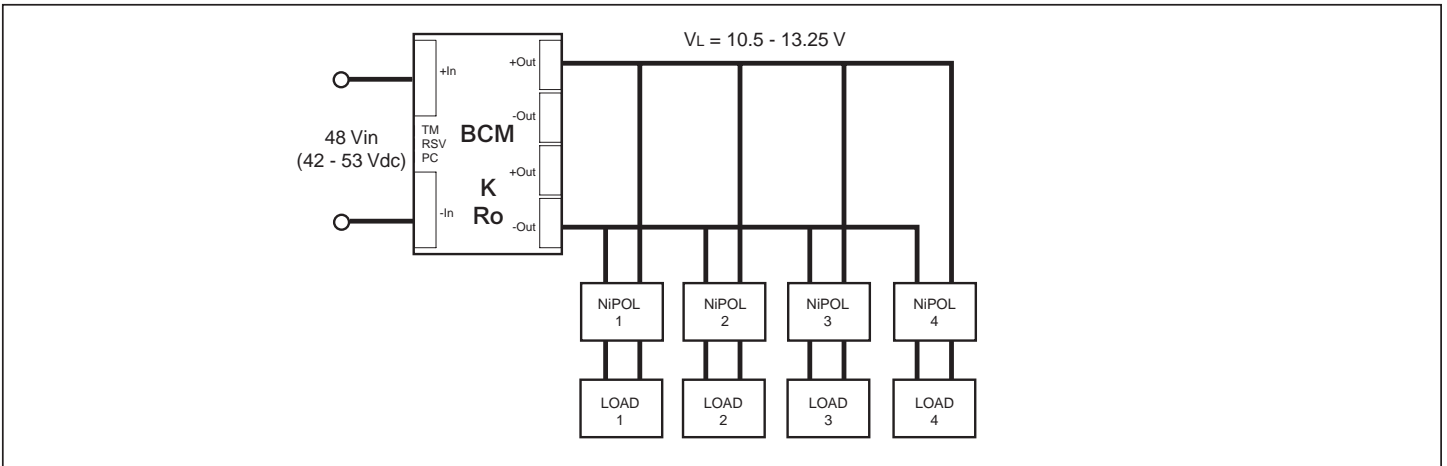 VL = 10.5 - 13.25 V
+In
+Out
-Out
48 Vin
(42 - 53 Vdc)
TM
RSV
PC
BCM
+Out
K
Ro
-In
-Out
NiPOL
1
NiPOL
2
NiPOL
3
NiPOL
4
LOAD
1
LOAD
2
LOAD
3
LOAD
4